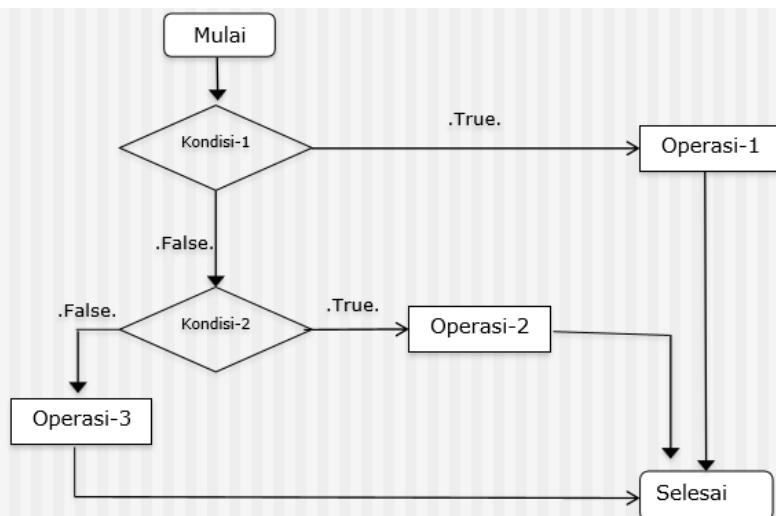 Mulai
Kondisi-1
.True.
Operasi-1
.False.
.False.
Kondisi-2
.True.
Operasi-2
Operasi-3
Selesai